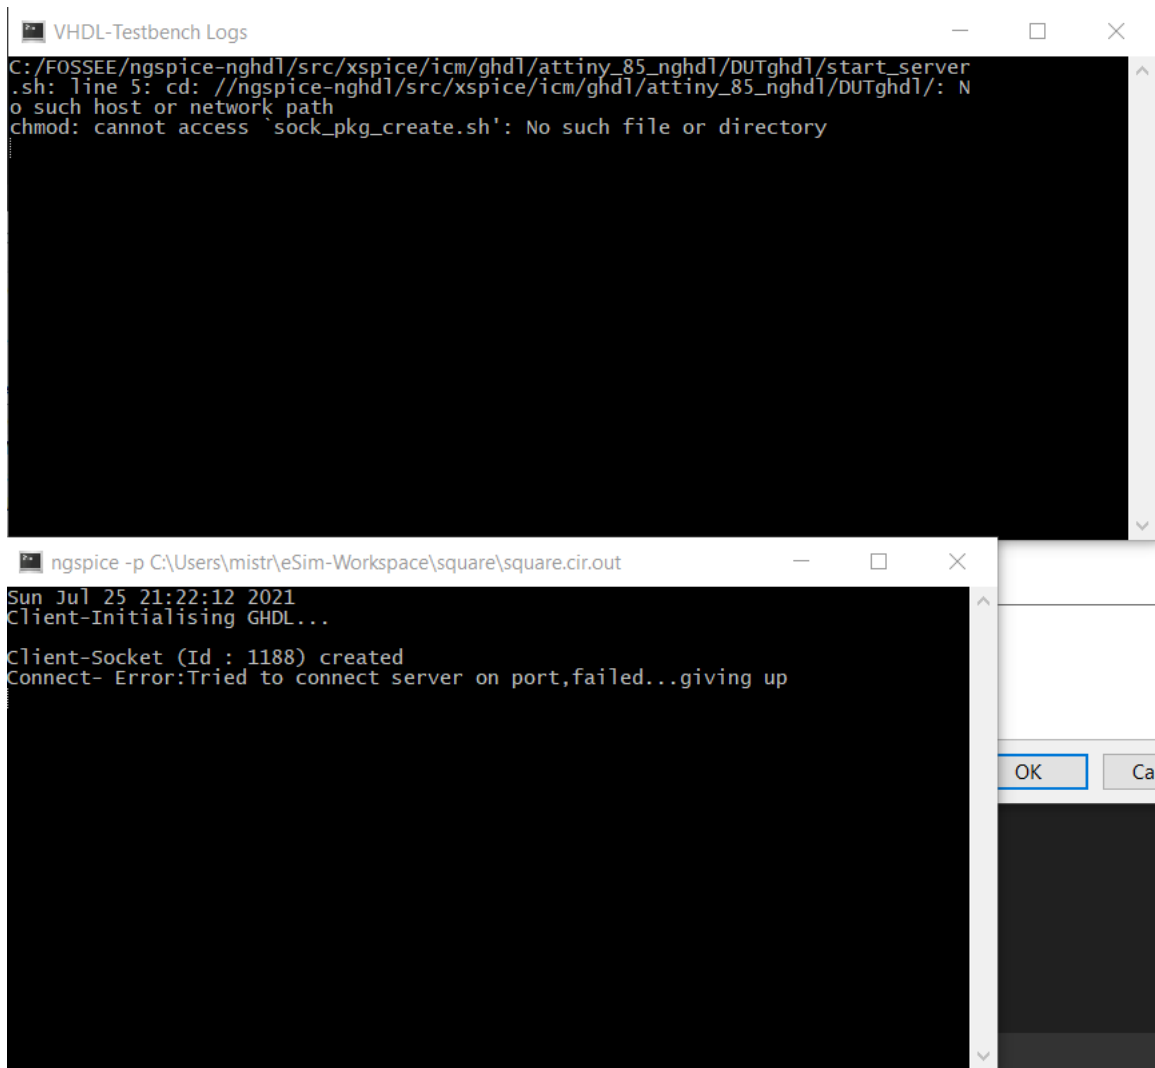 VHDL-Testbench Logs
C:/FOSSEE/ngspice-nghdl/src/xspice/icm/ghdl/attiny_85_nghdl/DUTghdl/start_server
.sh: line 5: cd: //ngspice-nghdl/src/xspice/icm/ghdl/attiny_85_nghdl/DUTghdl/: N
o such host or network path
chmod: cannot access `sock_pkg_create.sh': No such file or directory
ngspice -p C:\Users\mistr\eSim-Workspace\square\square.cir.out
Sun Jul 25 21:22:12 2021
Client-Initialising GHDL...
Client-Socket (Id : 1188) created
Connect- Error:Tried to connect server on port,failed...giving up
OK
Ca